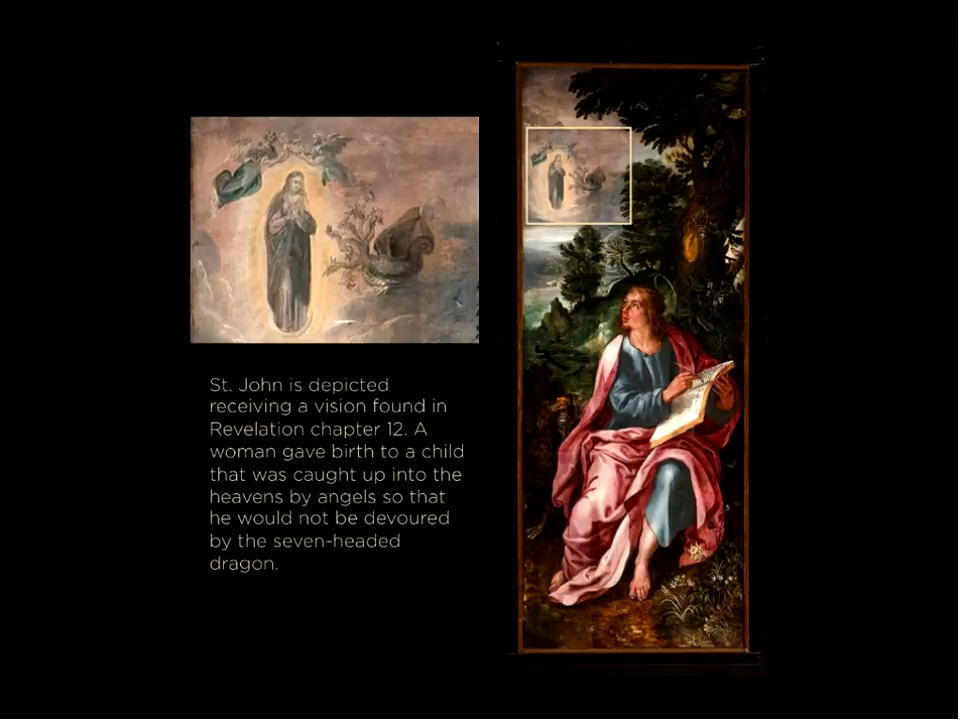 St. John is depicted
receiving a vision found in
Revelation chapter 12. A
woman gave birth to a child
that was caught up into the
heavens by angels so that
he would not be devoured
by the seven-headed
dragon.